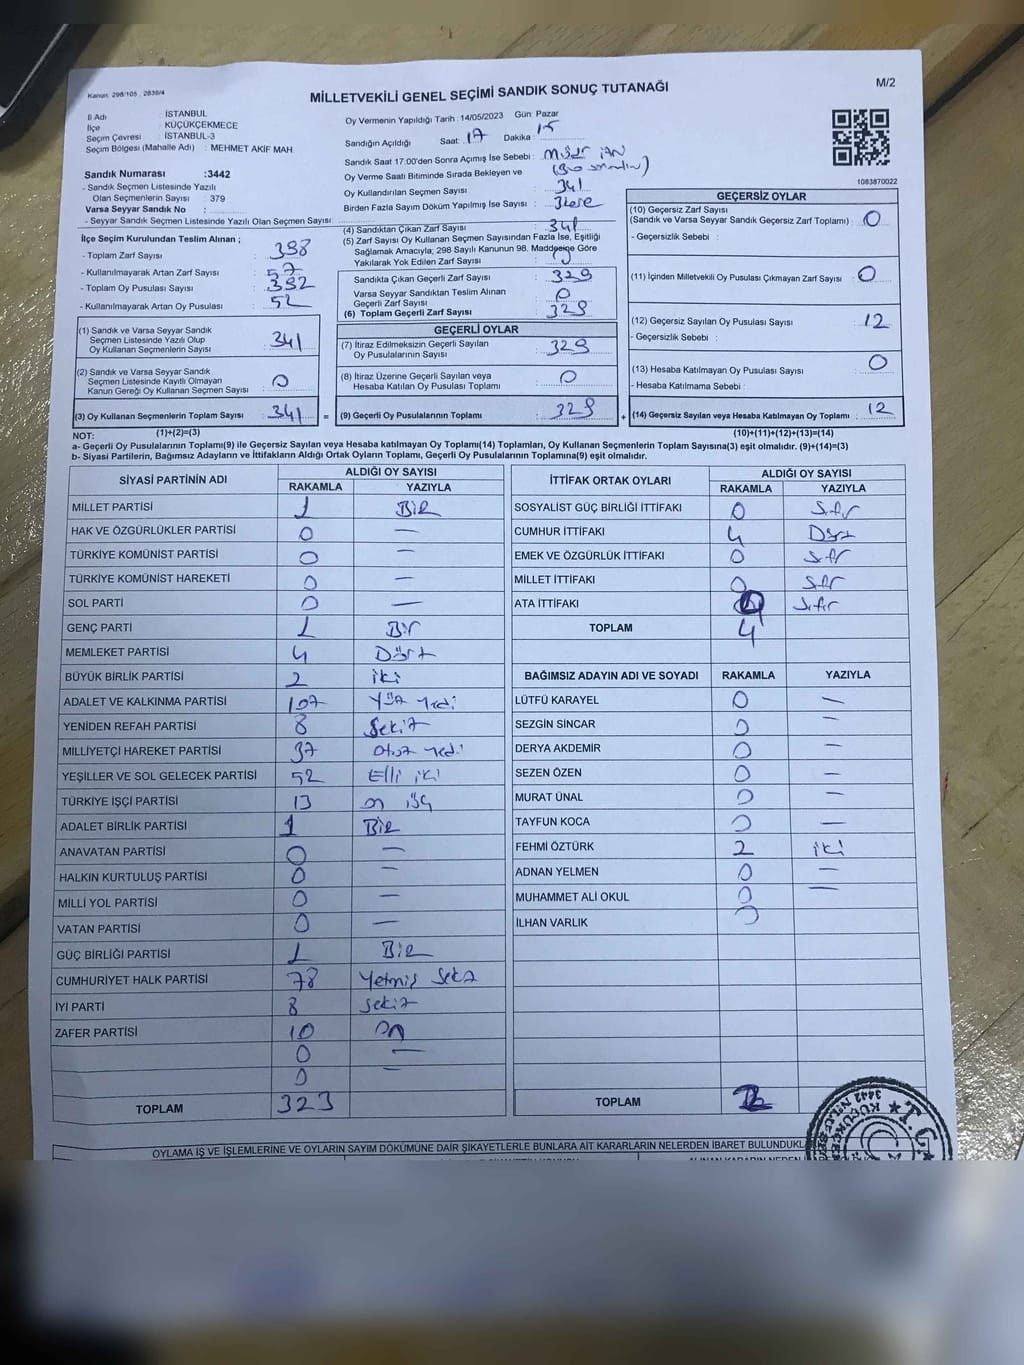 Kanun: 298/105, 2839/4
MİLLETVEKİLİ GENEL SEÇİMİ SANDIK SONUÇ TUTANAĞI
M/2
İl Adı : İSTANBUL
İlçe : KÜÇÜKÇEKMECE
Seçim Çevresi : İSTANBUL-3
Seçim Bölgesi (Mahalle Adı) : MEHMET AKİF MAH.
Sandık Numarası :3442
- Sandık Seçmen Listesinde Yazılı
Olan Seçmenlerin Sayısı : 379
Varsa Seyyar Sandık No :
- Seyyar Sandık Seçmen Listesinde Yazılı Olan Seçmen Sayısı:
Oy Vermenin Yapıldığı Tarih : 14/05/2023 Gün: Pazar
Sandığın Açıldığı Saat: 17 Dakika : 15
Sandık Saat 17.00'den Sonra Açılmış İse Sebebi :
Oy Verme Saati Bitiminde Sırada Bekleyen ve
Oy Kullandırılan Seçmen Sayısı : 341
Birden Fazla Sayım Döküm Yapılmış İse Sayısı :
1083870022
İlçe Seçim Kurulundan Teslim Alınan ;
- Toplam Zarf Sayısı : 398
- Kullanılmayarak Artan Zarf Sayısı : 57
- Toplam Oy Pusulası Sayısı :
- Kullanılmayarak Artan Oy Pusulası : 52
(1) Sandık ve Varsa Seyyar Sandık
Seçmen Listesinde Yazılı Olup
Oy Kullanan Seçmenlerin Sayısı : 341
(2) Sandık ve Varsa Seyyar Sandık
Seçmen Listesinde Kayıtlı Olmayan
Kanun Gereği Oy Kullanan Seçmen Sayısı : 0
(3) Oy Kullanan Seçmenlerin Toplam Sayısı : 341 =
(1)+(2)=(3)
(4) Sandıktan Çıkan Zarf Sayısı : 341
(5) Zarf Sayısı Oy Kullanan Seçmen Sayısından Fazla İse, Eşitliği
Sağlamak Amacıyla; 298 Sayılı Kanunun 98. Maddesine Göre
Yakılarak Yok Edilen Zarf Sayısı : 0
Sandıkta Çıkan Geçerli Zarf Sayısı : 329
Varsa Seyyar Sandıktan Teslim Alınan
Geçerli Zarf Sayısı : 0
(6) Toplam Geçerli Zarf Sayısı : 329
GEÇERLİ OYLAR
(7) İtiraz Edilmeksizin Geçerli Sayılan
Oy Pusulalarının Sayısı : 329
(8) İtiraz Üzerine Geçerli Sayılan veya
Hesaba Katılan Oy Pusulası Toplamı : 0
(9) Geçerli Oy Pusulalarının Toplamı : 329 +
GEÇERSİZ OYLAR
(10) Geçersiz Zarf Sayısı
(Sandık ve Varsa Seyyar Sandık Geçersiz Zarf Toplamı) : 0
- Geçersizlik Sebebi :
(11) İçinden Milletvekili Oy Pusulası Çıkmayan Zarf Sayısı : 0
(12) Geçersiz Sayılan Oy Pusulası Sayısı : 12
- Geçersizlik Sebebi :
(13) Hesaba Katılmayan Oy Pusulası Sayısı : 0
- Hesaba Katılmama Sebebi :
(14) Geçersiz Sayılan veya Hesaba Katılmayan Oy Toplamı : 12
(10)+(11)+(12)+(13)=(14)
NOT:
a- Geçerli Oy Pusulalarının Toplamı(9) ile Geçersiz Sayılan veya Hesaba katılmayan Oy Toplamı(14) Toplamları, Oy Kullanan Seçmenlerin Toplam Sayısına(3) eşit olmalıdır. (9)+(14)=(3)
b- Siyasi Partilerin, Bağımsız Adayların ve İttifakların Aldığı Ortak Oyların Toplamı, Geçerli Oy Pusulalarının Toplamına(9) eşit olmalıdır.
SİYASİ PARTİNİN ADI ALDIĞI OY SAYISI
RAKAMLA YAZIYLA
MİLLET PARTİSİ 1 BİR
HAK VE ÖZGÜRLÜKLER PARTİSİ 0 —
TÜRKİYE KOMÜNİST PARTİSİ 0 —
TÜRKİYE KOMÜNİST HAREKETİ 0 —
SOL PARTİ 0 —
GENÇ PARTİ 1 Bir
MEMLEKET PARTİSİ 4 Dört
BÜYÜK BİRLİK PARTİSİ 2 iki
ADALET VE KALKINMA PARTİSİ 107 Yüz Yedi
YENİDEN REFAH PARTİSİ 8 Sekiz
MİLLİYETÇİ HAREKET PARTİSİ 37 Otuz Yedi
YEŞİLLER VE SOL GELECEK PARTİSİ 52 Elli iki
TÜRKİYE İŞÇİ PARTİSİ 13 on üç
ADALET BİRLİK PARTİSİ 1 BİR
ANAVATAN PARTİSİ 0 —
HALKIN KURTULUŞ PARTİSİ 0 —
MİLLİ YOL PARTİSİ 0 —
VATAN PARTİSİ 0 —
GÜÇ BİRLİĞİ PARTİSİ 1 BİR
CUMHURİYET HALK PARTİSİ 78 Yetmiş Sekiz
İYİ PARTİ 8 sekiz
ZAFER PARTİSİ 10 on
0 —
0 —
TOPLAM 323
İTTİFAK ORTAK OYLARI ALDIĞI OY SAYISI
RAKAMLA YAZIYLA
SOSYALİST GÜÇ BİRLİĞİ İTTİFAKI 0 Sıfır
CUMHUR İTTİFAKI 4 Dört
EMEK VE ÖZGÜRLÜK İTTİFAKI 0 Sıfır
MİLLET İTTİFAKI 0 Sıfır
ATA İTTİFAKI Sıfır
TOPLAM 4
BAĞIMSIZ ADAYIN ADI VE SOYADI RAKAMLA YAZIYLA
LÜTFÜ KARAYEL 0 —
SEZGİN SİNCAR 0 —
DERYA AKDEMİR 0 —
SEZEN ÖZEN 0 —
MURAT ÜNAL 0 —
TAYFUN KOCA 0 —
FEHMİ ÖZTÜRK 2 iki
ADNAN YELMEN 0 —
MUHAMMET ALİ OKUL 0 —
İLHAN VARLIK 0
TOPLAM
OYLAMA İŞ VE İŞLEMLERİNE VE OYLARIN SAYIM DÖKÜMÜNE DAİR ŞİKAYETLERLE BUNLARA AİT KARARLARIN NELERDEN İBARET BULUNDUKL